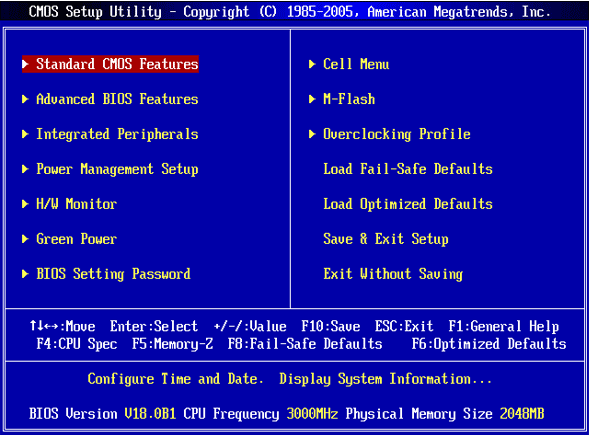 CMOS Setup Utility - Copyright (C) 1985-2005, American Megatrends, Inc.
Standard CMOS Features
Advanced BIOS Features
Integrated Peripherals
Power Management Setup
H/W Monitor
Green Power
BIOS Setting Password
Cell Menu
M-Flash
Overclocking Profile
Load Fail-Safe Defaults
Load Optimized Defaults
Save & Exit Setup
Exit Without Saving
↑↓←→:Move Enter:Select +/-/:Value F10:Save ESC:Exit F1:General Help
F4:CPU Spec F5:Memory-Z F8:Fail-Safe Defaults F6:Optimized Defaults
Configure Time and Date. Display System Information...
BIOS Version V18.0B1 CPU Frequency 3000MHz Physical Memory Size 2048MB